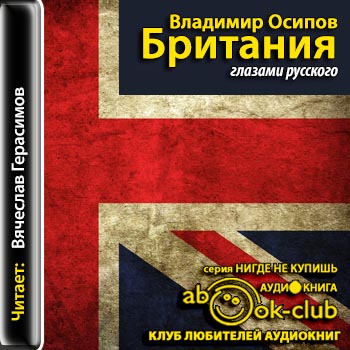 Владимир Осипов
Британия
глазами русского
Читает: Вячеслав Герасимов
серия НИГДЕ НЕ КУПИШЬ
АУДИОКНИГА
abook-club
КЛУБ ЛЮБИТЕЛЕЙ АУДИОКНИГ